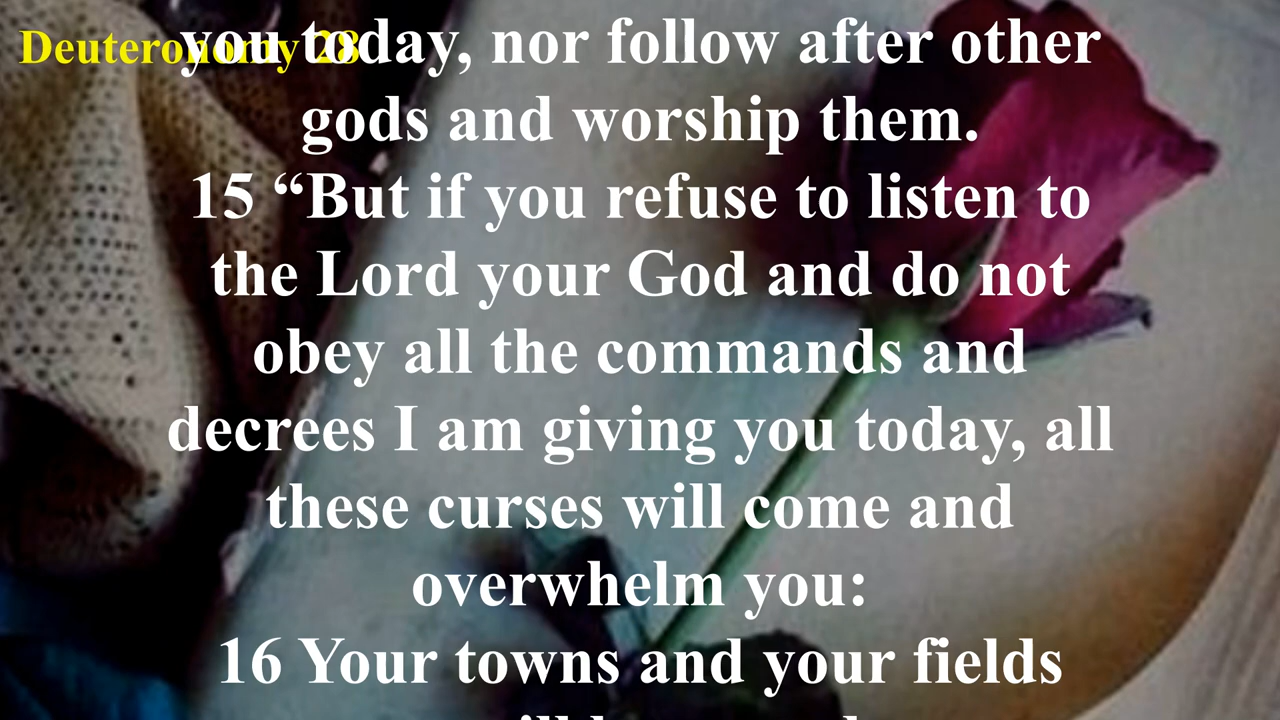 Deuteronomy 28
you today, nor follow after other
gods and worship them.
15 “But if you refuse to listen to
the Lord your God and do not
obey all the commands and
decrees I am giving you today, all
these curses will come and
overwhelm you:
16 Your towns and your fields